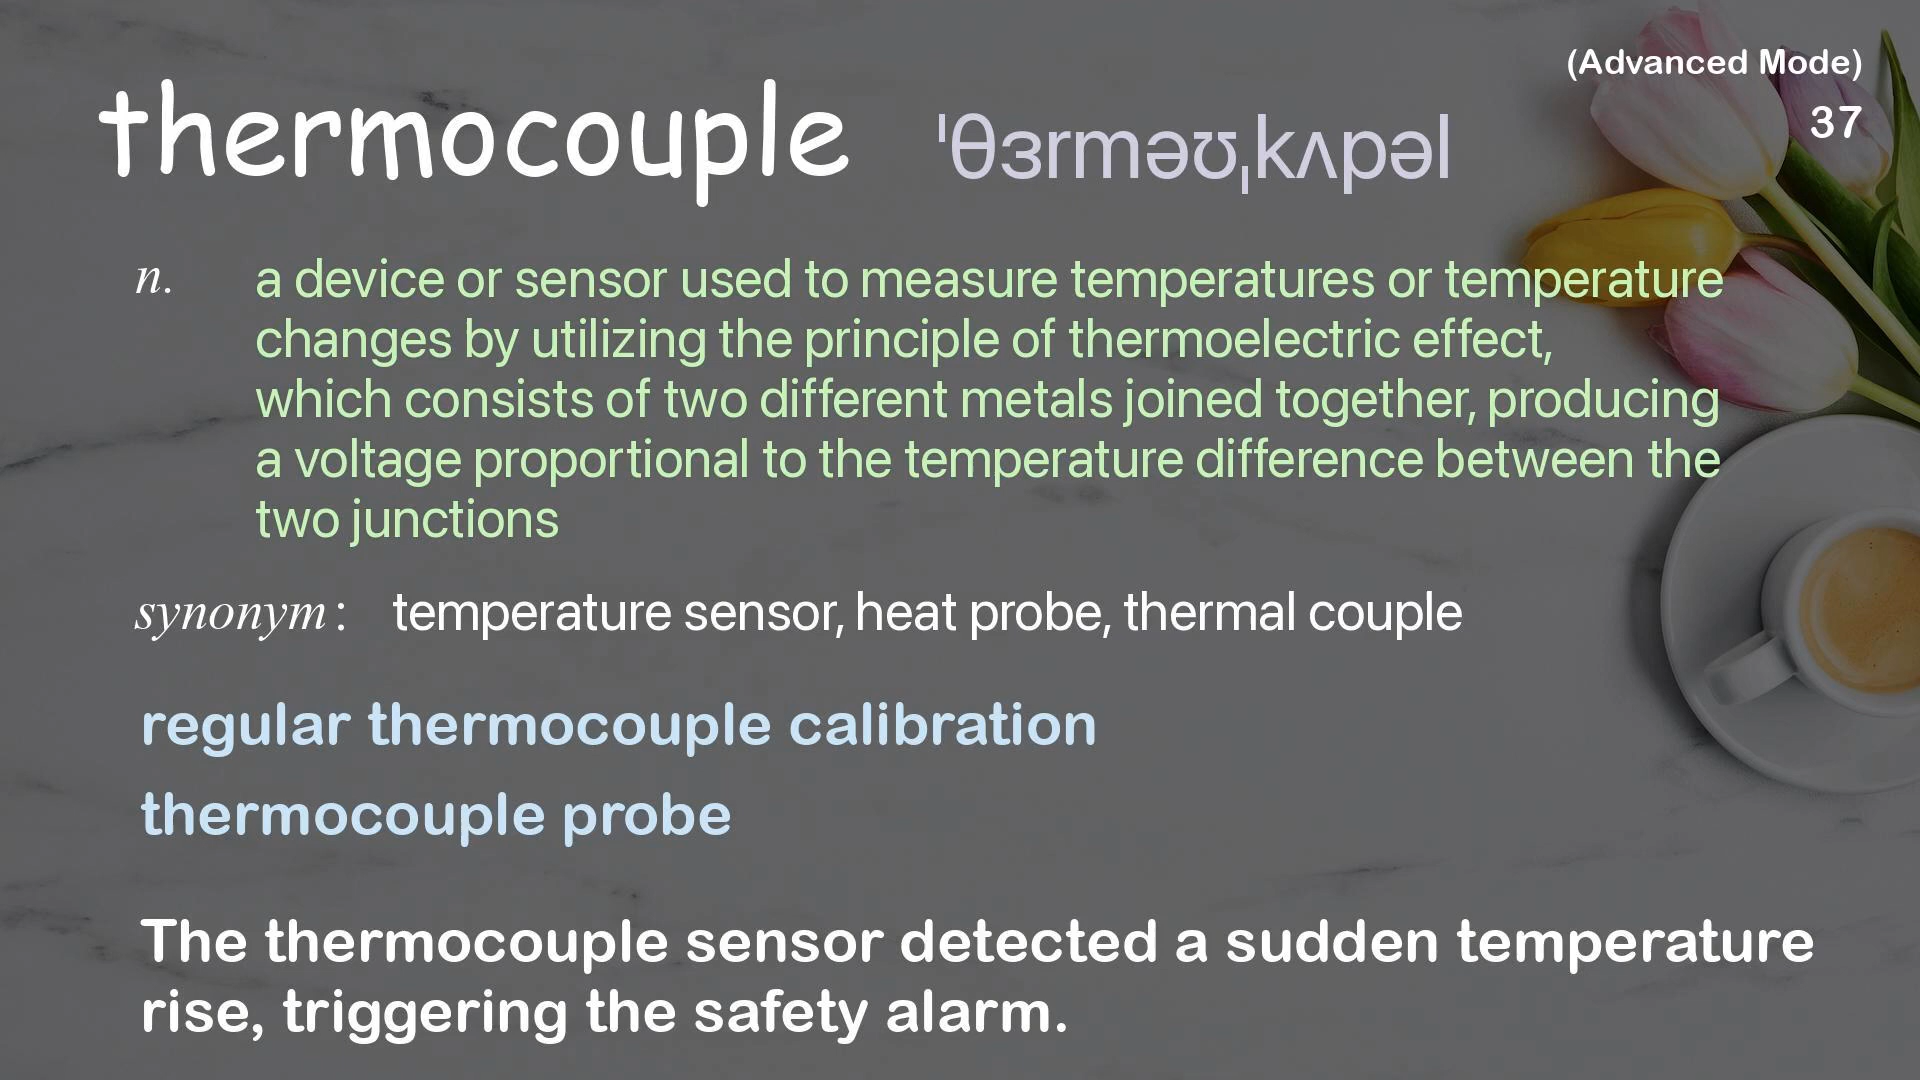 (Advanced Mode)
thermocouple ˈθɜrməʊˌkʌpəl
37
n. a device or sensor used to measure temperatures or temperature
changes by utilizing the principle of thermoelectric effect,
which consists of two different metals joined together, producing
a voltage proportional to the temperature difference between the
two junctions
synonym: temperature sensor, heat probe, thermal couple
regular thermocouple calibration
thermocouple probe
The thermocouple sensor detected a sudden temperature
rise, triggering the safety alarm.